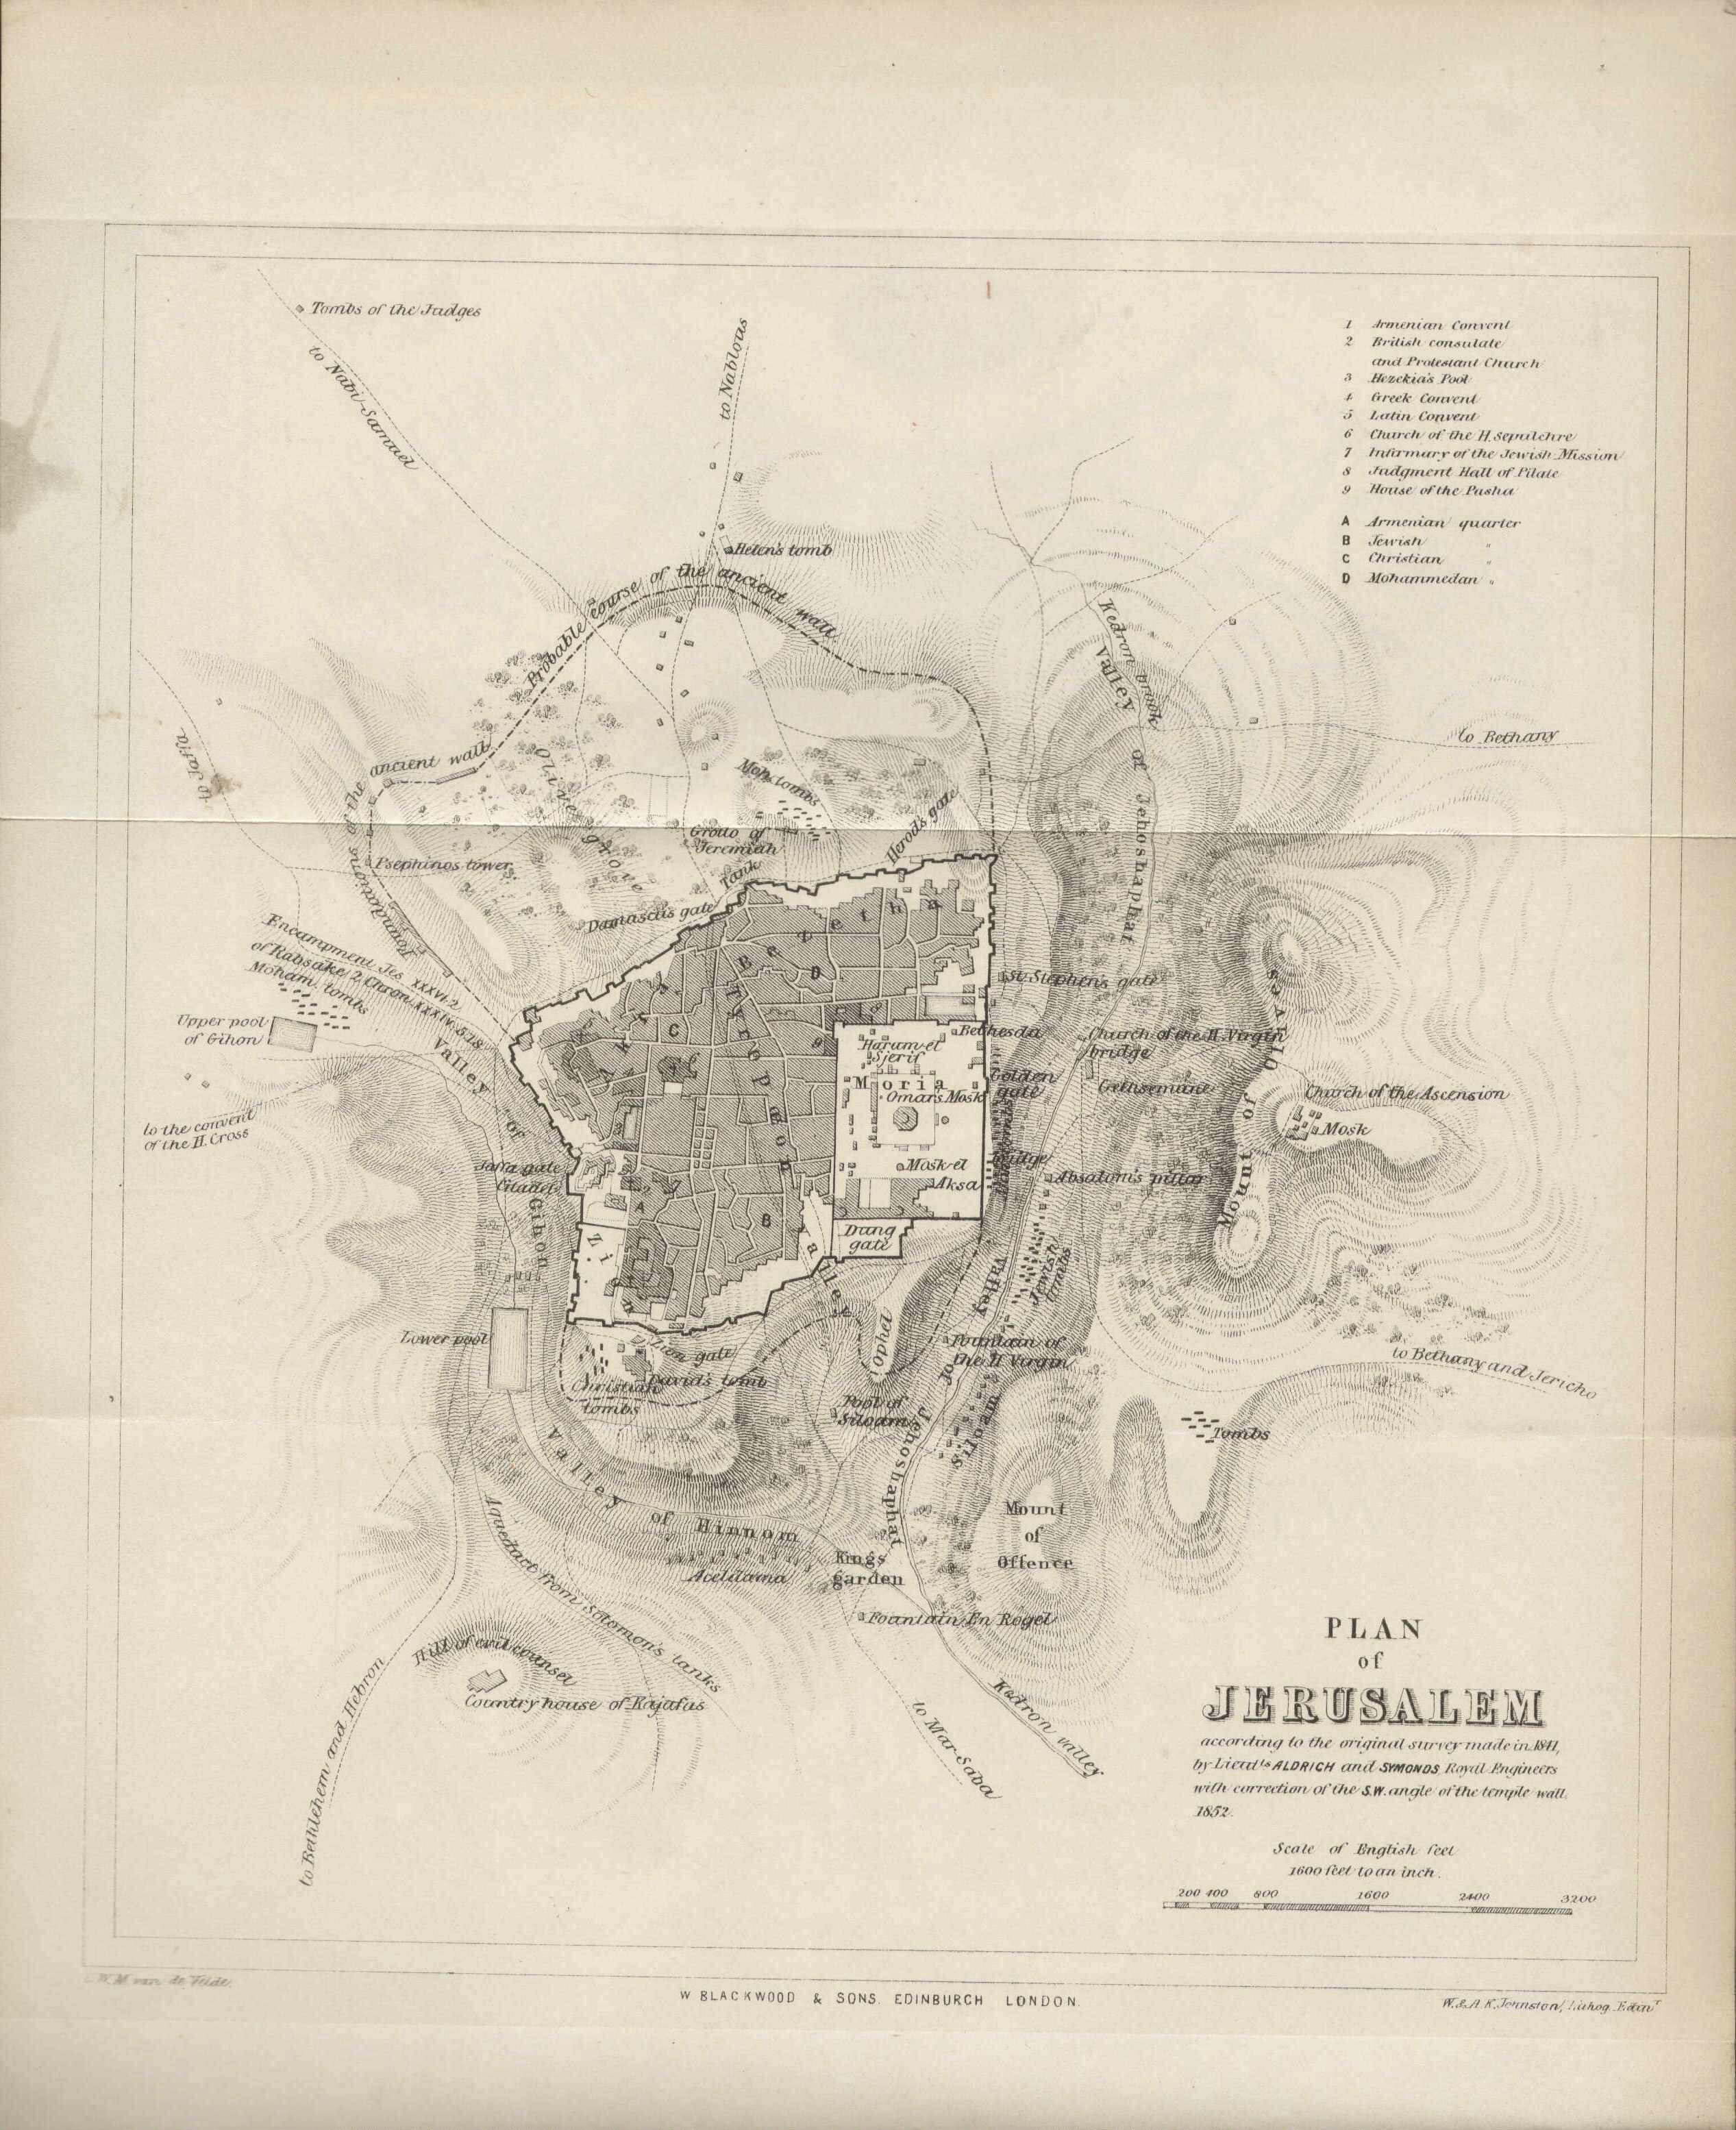 Tombs of the Judges
to Nabi-Samuel
to Nablous
1 Armenian Convent
2 British consulate
and Protestant Church
3 Hezekia's Pool
4 Greek Convent
5 Latin Convent
6 Church of the H. Sepulchre
7 Infirmary of the Jewish Mission
8 Judgment Hall of Pilate
9 House of the Pasha
A Armenian quarter
B Jewish "
C Christian "
D Mohammedan "
Helen's tomb
Probable course of the ancient wall
Kedron brook
Valley of Jehoshaphat
to Bethany
to Jaffa
Foundations of the ancient wall
Olive grove
Moh. tombs
Grotto of
Jeremiah
Herods gate
Tank
Psephinos tower
Damascus gate
Encampment Jes XXXVI.2
of Rabsake 2 Chron. XXXIV.5-18
Moham. tombs
Upper pool
of Gihon
Valley of Gihon
to the convent
of the H. Cross
Bezetha
D
Akra
C
Tyropœon Valley
9
St. Stephen's gate
Bethesda
Haram-el
Sjerif
Moria
Omars Mosk
Golden
gate
Church of the H. Virgin
bridge
Gethsemane
Mount of Olives
Church of the Ascension
Mosk
Mosk el
Aksa
bridge
Absalom's pillar
Jaffa gate
Citadel
2
7
A
B
Zion
Dung
gate
Jewish
tombs
Lower pool
Zion gate
David's tomb
Christian
tombs
Ophel
Fountain of
the H. Virgin
Valley of Jehoshaphat
Pool of
Siloam
Siloam
to Bethany and Jericho
Tombs
Valley of Hinnom
Mount
of
Offence
Aceldama
Kings
garden
Fountain En Rogel
Aqueduct from Solomon's tanks
Hill of evil counsel
Country house of Kajafas
to Bethlehem and Hebron
to Mar Saba
Kedron valley
PLAN
of
JERUSALEM
according to the original survey made in 1841,
by Lieutts ALDRICH and SYMONDS, Royal Engineers
with correction of the S.W. angle of the temple wall.
1852.
Scale of English feet
1600 feet to an inch.
200 400 800 1600 2400 3200
W.M. van de Velde.
W BLACKWOOD & SONS. EDINBURGH LONDON.
W. & A.K. Johnston, Lithog. Edinr.